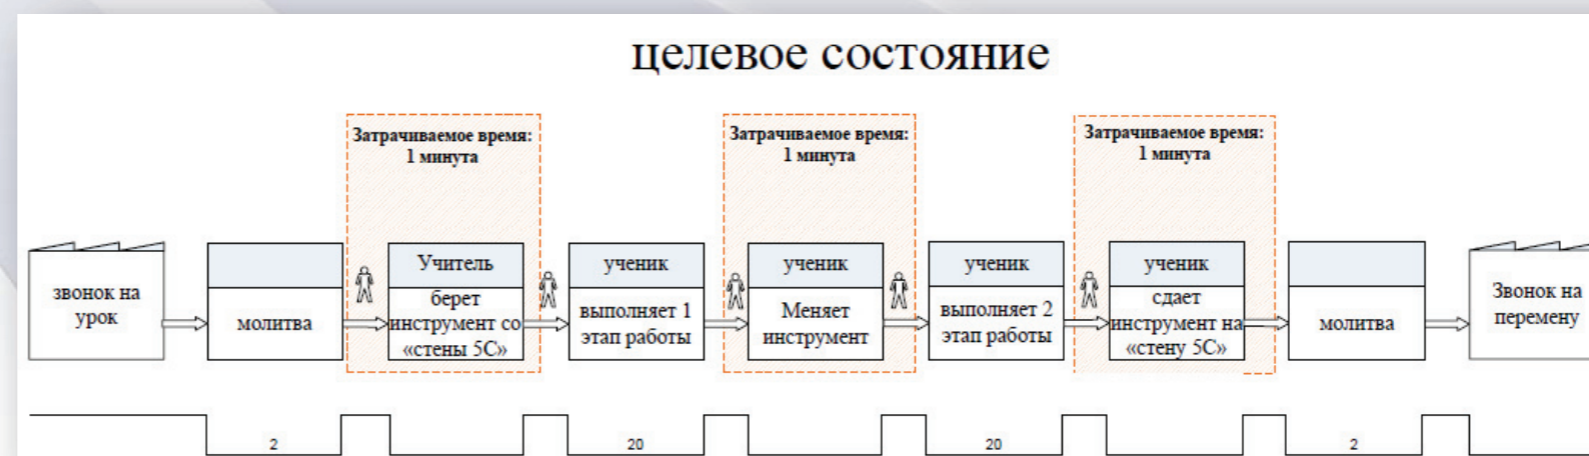 целевое состояние
Затрачиваемое время:
1 минута
Затрачиваемое время:
1 минута
Затрачиваемое время:
1 минута
звонок на
урок
молитва
Учитель
берет
инструмент со
«стены 5С»
ученик
выполняет 1
этап работы
ученик
Меняет
инструмент
ученик
выполняет 2
этап работы
ученик
сдает
инструмент на
«стену 5С»
молитва
Звонок на
перемену
2
20
20
2